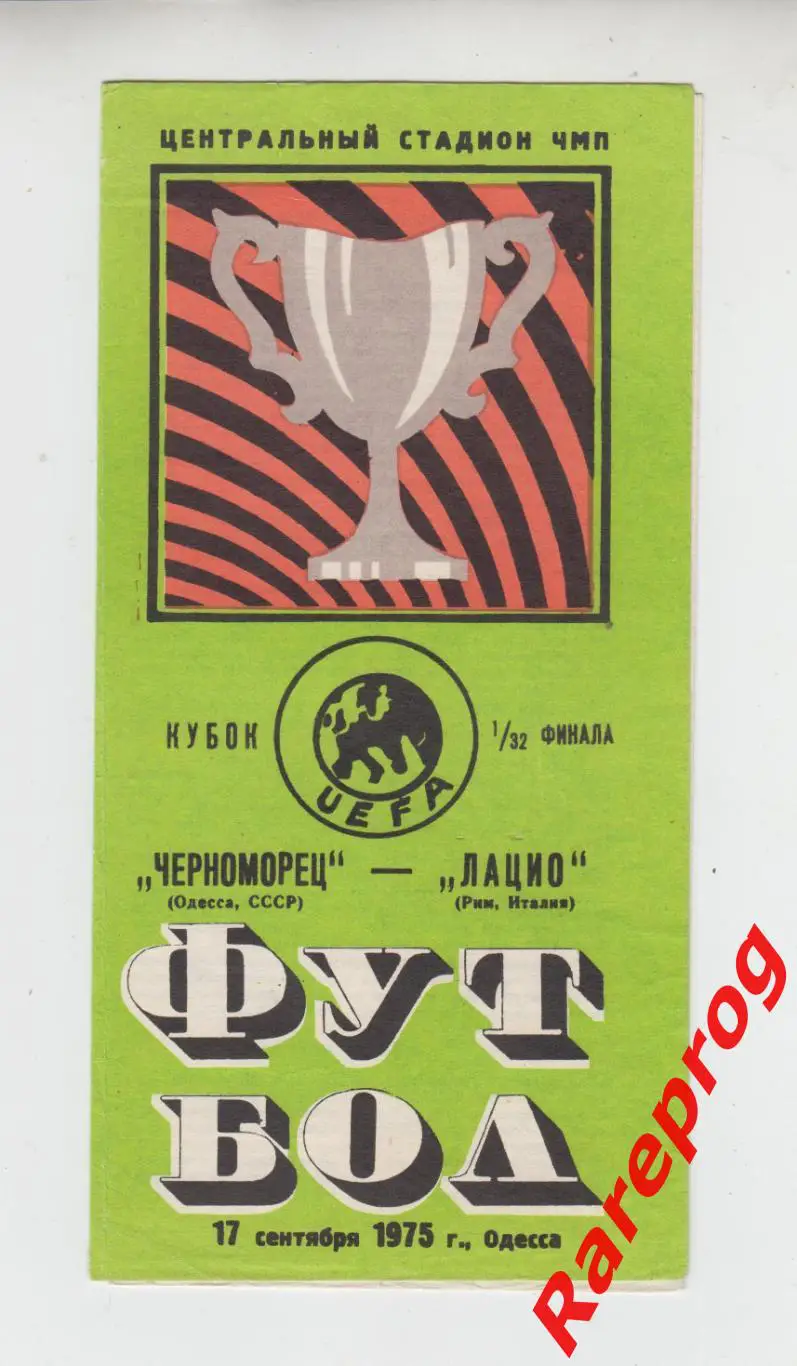 ЦЕНТРАЛЬНЫЙ СТАДИОН ЧМП
КУБОК UEFA 1/32 ФИНАЛА
„ЧЕРНОМОРЕЦ“ — „ЛАЦИО“
(Одесса, СССР) (Рим, Италия)
ФУТ
БОЛ
17 сентября 1975 г., Одесса
Rareprog